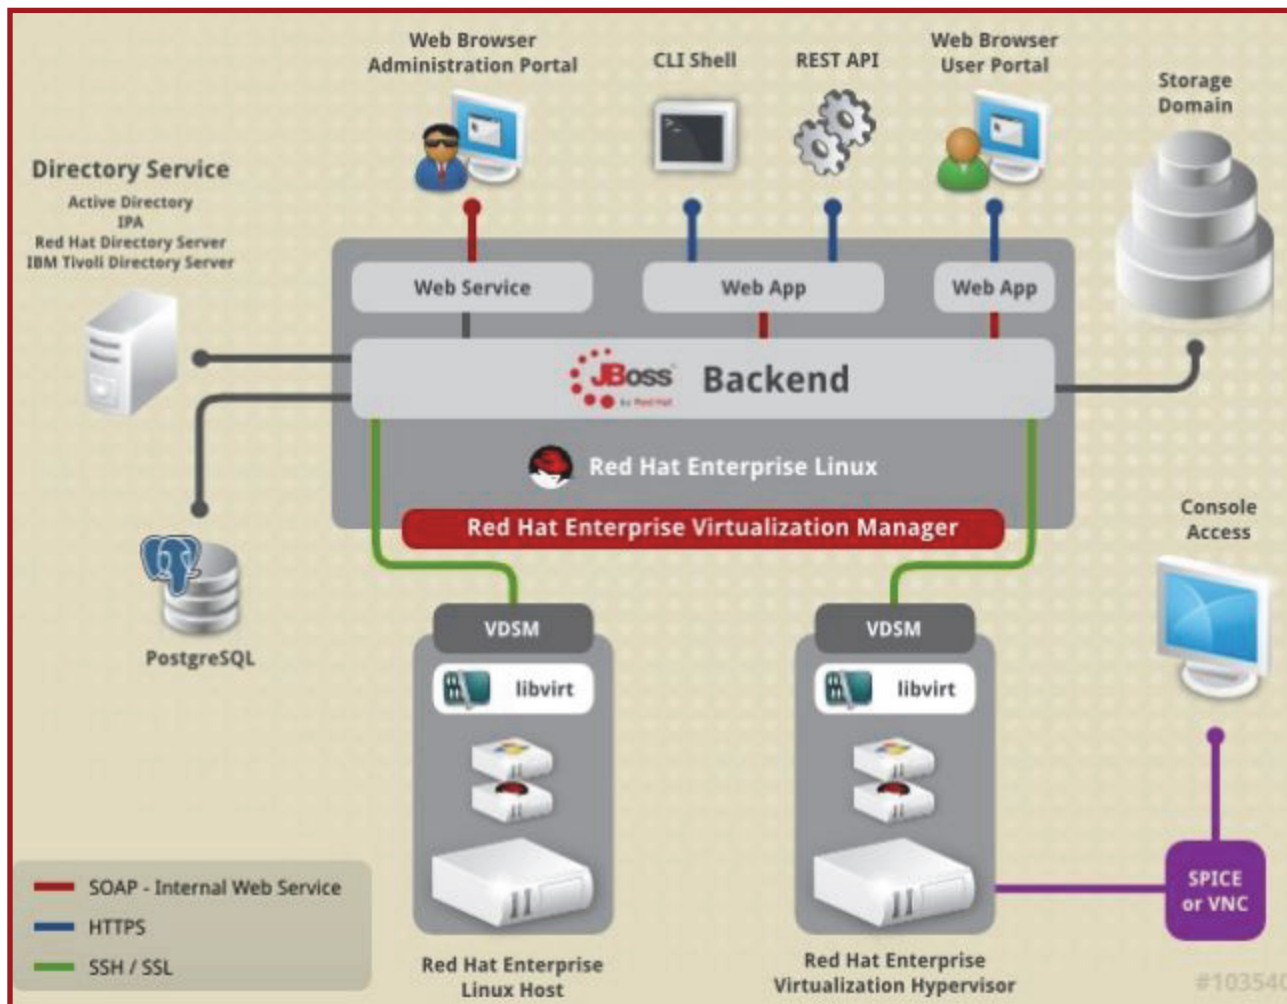 Web Browser
Administration Portal
CLI Shell
REST API
Web Browser
User Portal
Storage
Domain
Directory Service
Active Directory
IPA
Red Hat Directory Server
IBM Tivoli Directory Server
Web Service
Web App
Web App
JBoss
by Red Hat
Backend
Red Hat Enterprise Linux
Red Hat Enterprise Virtualization Manager
Console
Access
PostgreSQL
VDSM
libvirt
VDSM
libvirt
SPICE
or VNC
SOAP - Internal Web Service
HTTPS
SSH / SSL
Red Hat Enterprise
Linux Host
Red Hat Enterprise
Virtualization Hypervisor